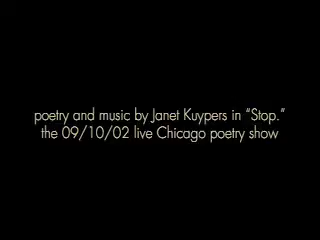 poetry and music by Janet Kuypers in “Stop.”
the 09/10/02 live Chicago poetry show